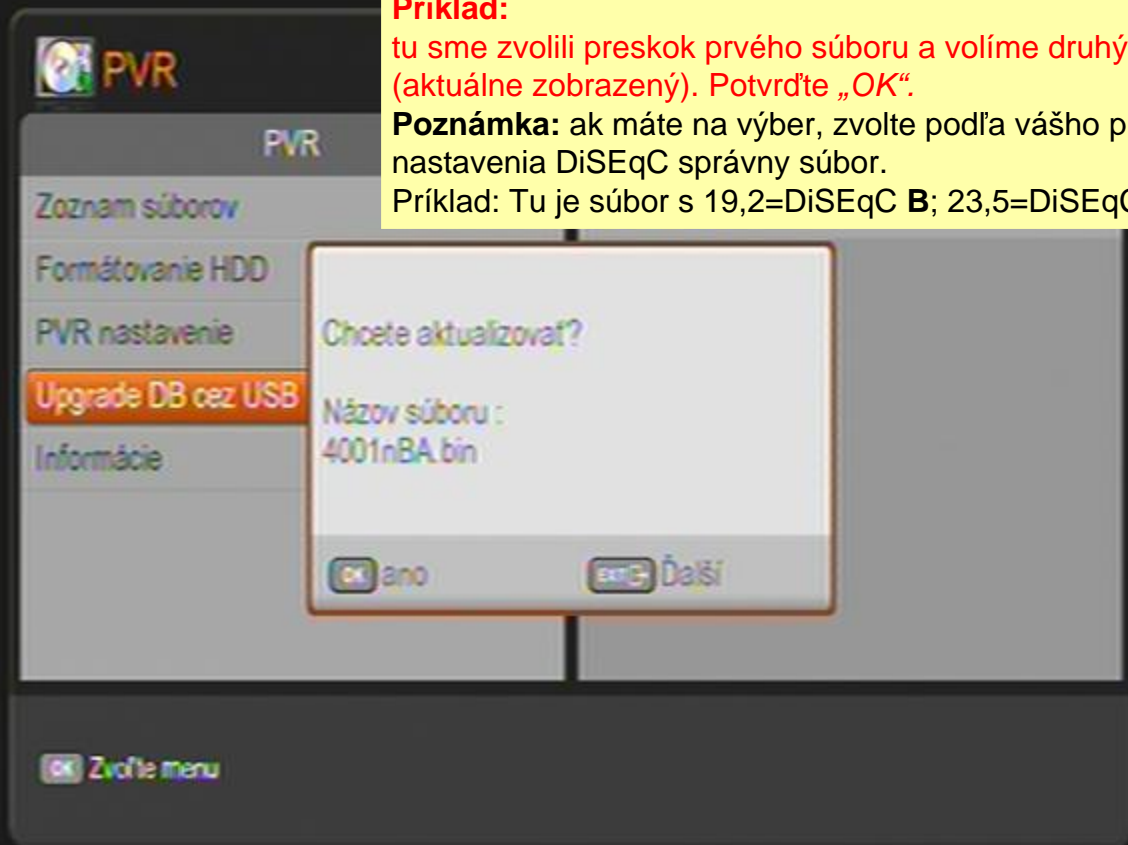 Príklad:
tu sme zvolili preskok prvého súboru a volíme druhý
(aktuálne zobrazený). Potvrďte „OK“.
Poznámka: ak máte na výber, zvolte podľa vášho p
nastavenia DiSEqC správny súbor.
Príklad: Tu je súbor s 19,2=DiSEqC B; 23,5=DiSEqC
PVR
PVR
Zoznam súborov
Formátovanie HDD
PVR nastavenie
Upgrade DB cez USB
Informácie
Chcete aktualizovať?
Názov súboru :
4001nBA.bin
OK ano
EXIT Ďalší
OK Zvoľte menu